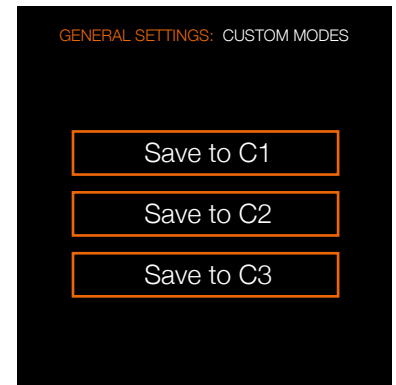 GENERAL SETTINGS: CUSTOM MODES
Save to C1
Save to C2
Save to C3